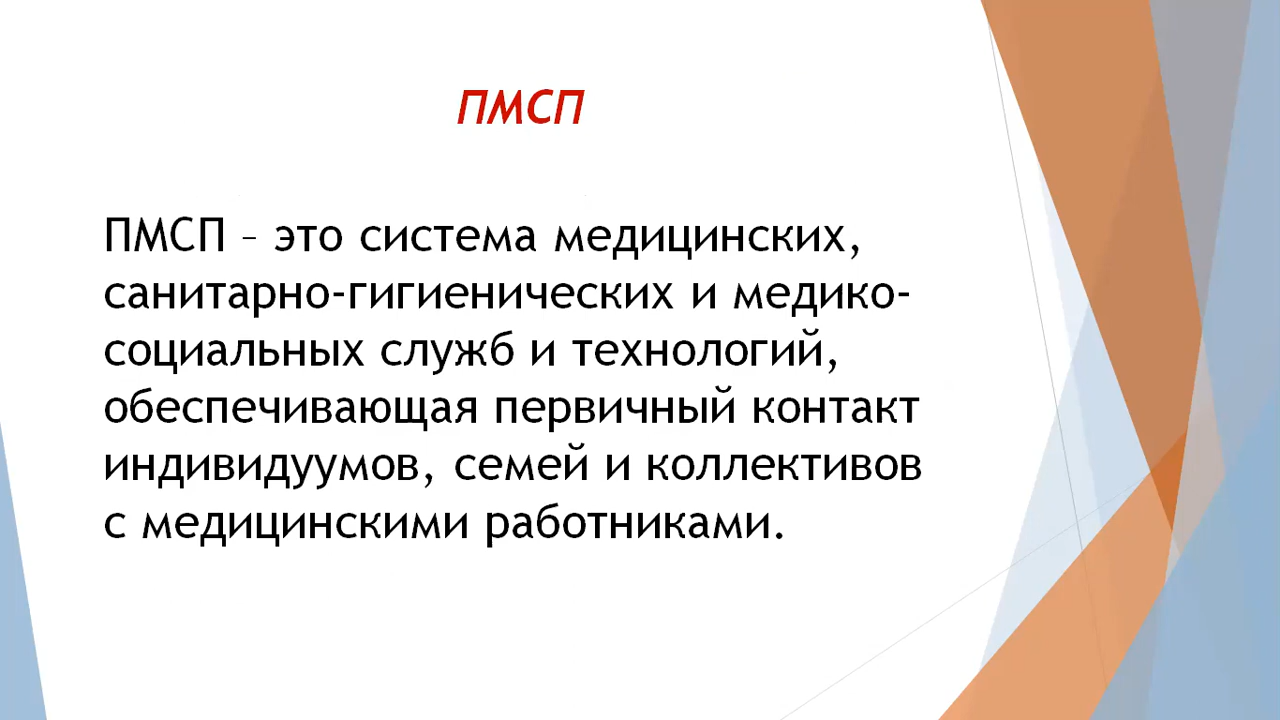 ПМСП
ПМСП – это система медицинских,
санитарно-гигиенических и медико-
социальных служб и технологий,
обеспечивающая первичный контакт
индивидуумов, семей и коллективов
с медицинскими работниками.